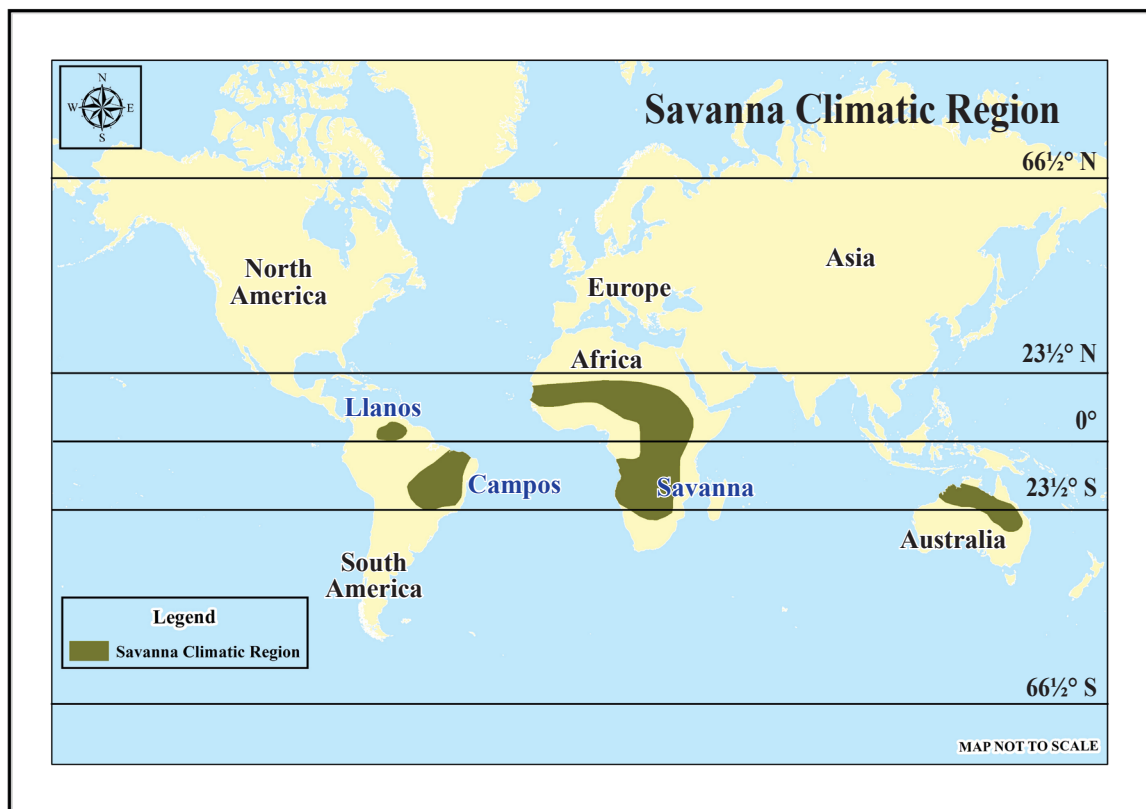 N
W E
S
Savanna Climatic Region
66½° N
North
America
Europe
Asia
Africa
23½° N
Llanos
0°
Campos
Savanna
23½° S
Australia
South
America
Legend
Savanna Climatic Region
66½° S
MAP NOT TO SCALE